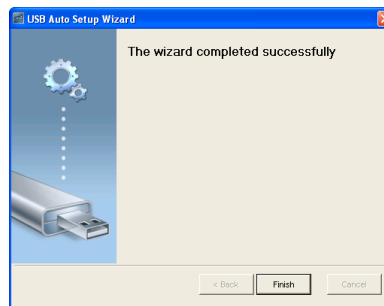 USB Auto Setup Wizard
The wizard completed successfully
< Back
Finish
Cancel